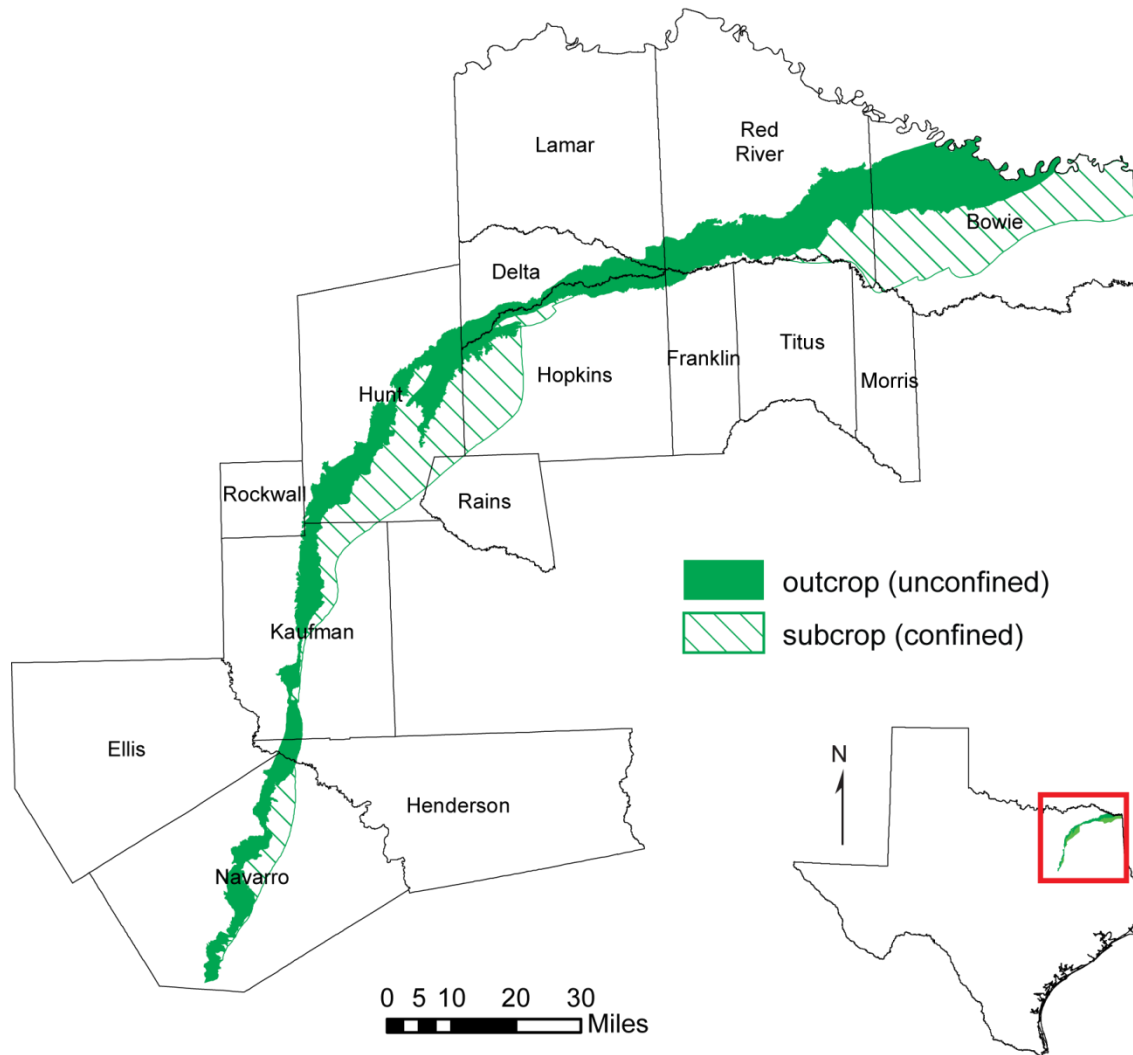 Lamar
Red
River
Bowie
Delta
Hopkins
Franklin
Titus
Morris
Hunt
Rockwall
Rains
outcrop (unconfined)
subcrop (confined)
Kaufman
Ellis
Henderson
N
Navarro
0 5 10 20 30
Miles